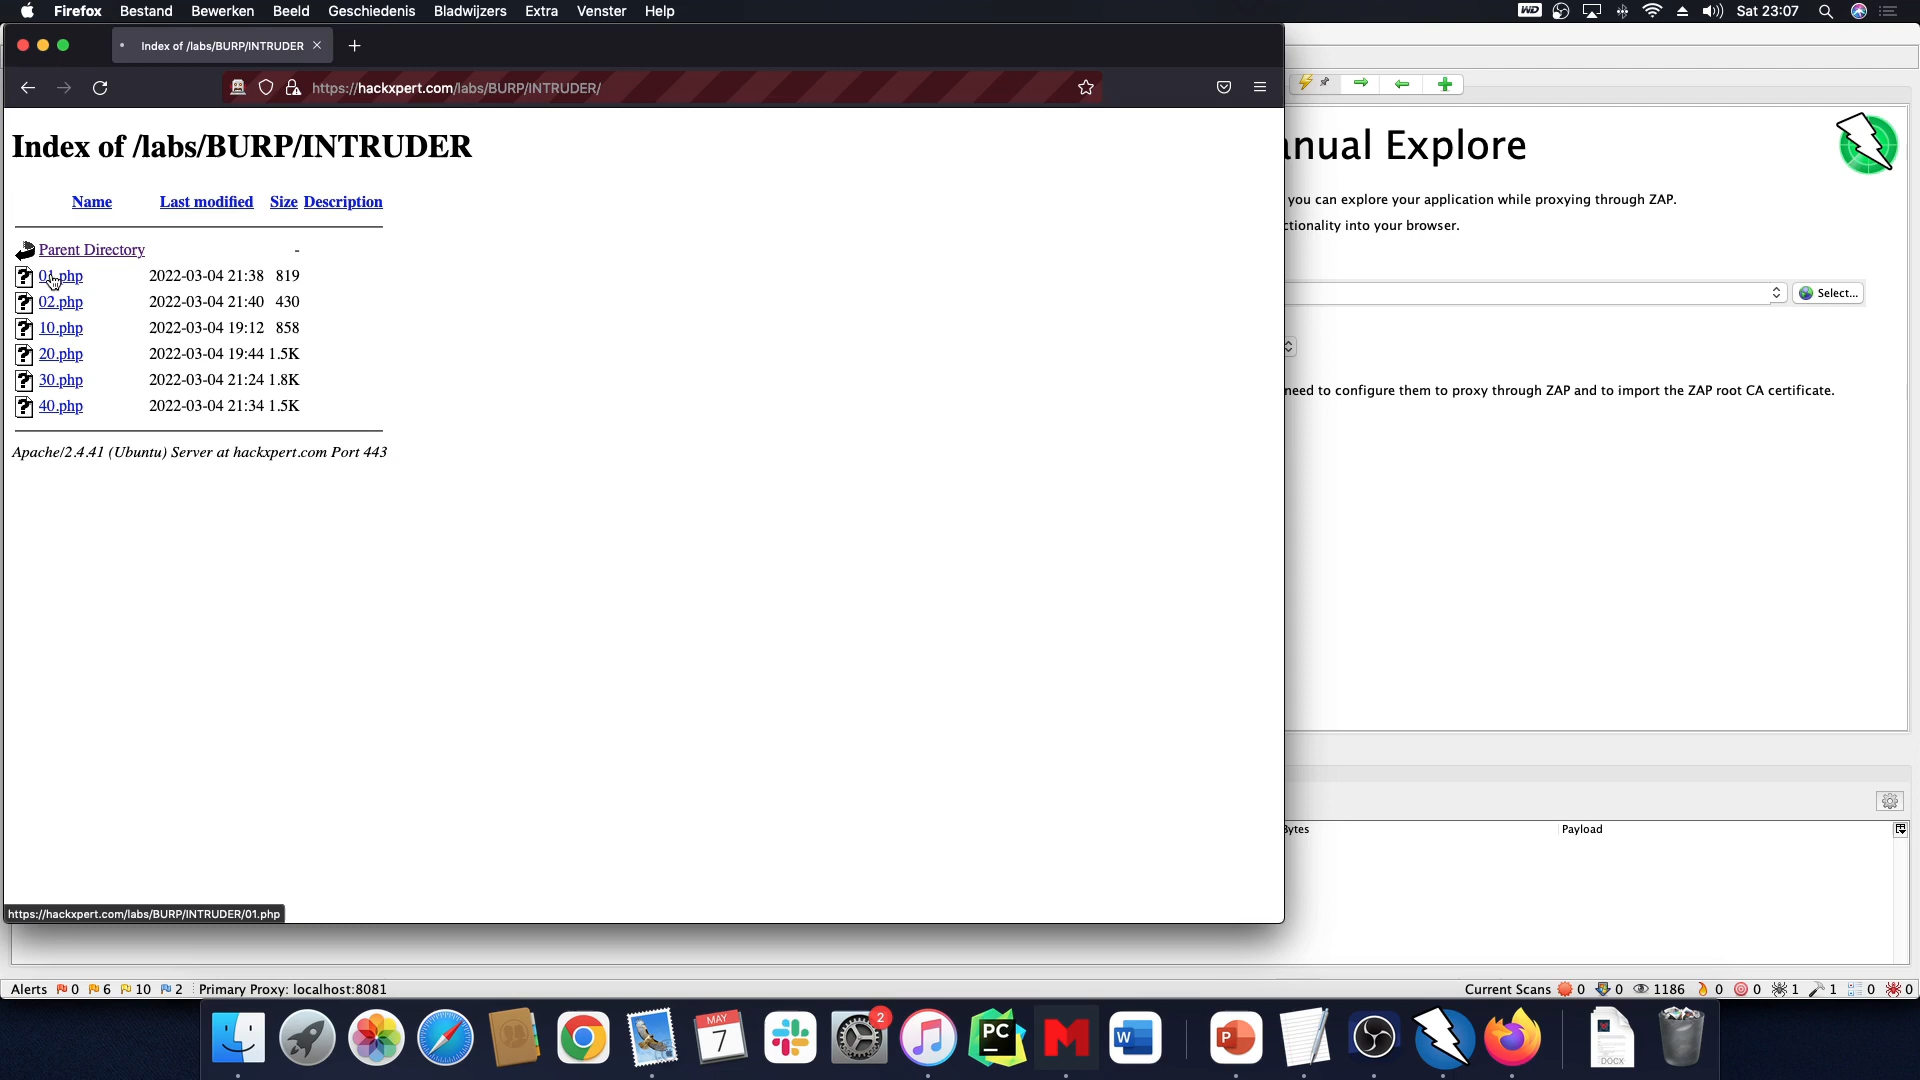 Firefox Bestand Bewerken Beeld Geschiedenis Bladwijzers Extra Venster Help WD Sat 23:07
Index of /labs/BURP/INTRUDER
https://hackxpert.com/labs/BURP/INTRUDER/
Index of /labs/BURP/INTRUDER
Name Last modified Size Description
Parent Directory -
01.php 2022-03-04 21:38 819
02.php 2022-03-04 21:40 430
10.php 2022-03-04 19:12 858
20.php 2022-03-04 19:44 1.5K
30.php 2022-03-04 21:24 1.8K
40.php 2022-03-04 21:34 1.5K
Apache/2.4.41 (Ubuntu) Server at hackxpert.com Port 443
https://hackxpert.com/labs/BURP/INTRUDER/01.php
anual Explore
you can explore your application while proxying through ZAP.
ctionality into your browser.
Select...
need to configure them to proxy through ZAP and to import the ZAP root CA certificate.
Bytes Payload
Alerts 0 6 10 2 Primary Proxy: localhost:8081 Current Scans 0 0 1186 0 0 1 1 0 0
MAY
7
2
PC
W
P
DOCX